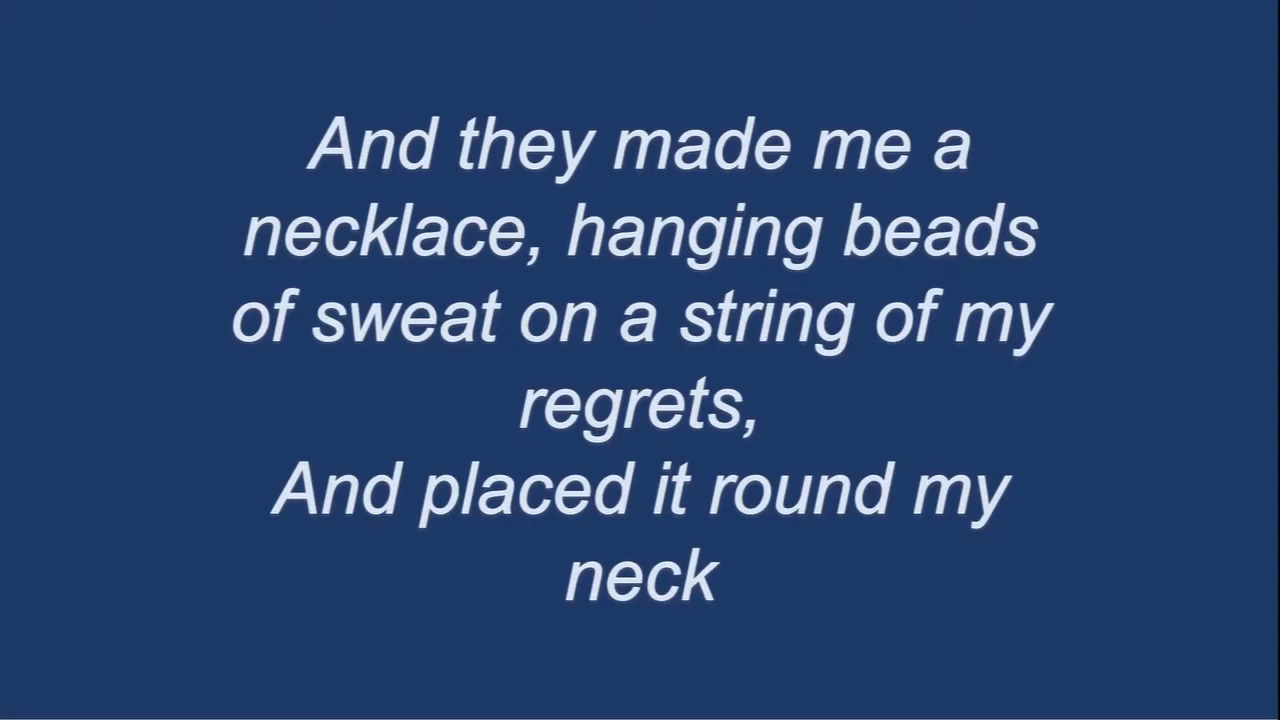 And they made me a
necklace, hanging beads
of sweat on a string of my
regrets,
And placed it round my
neck